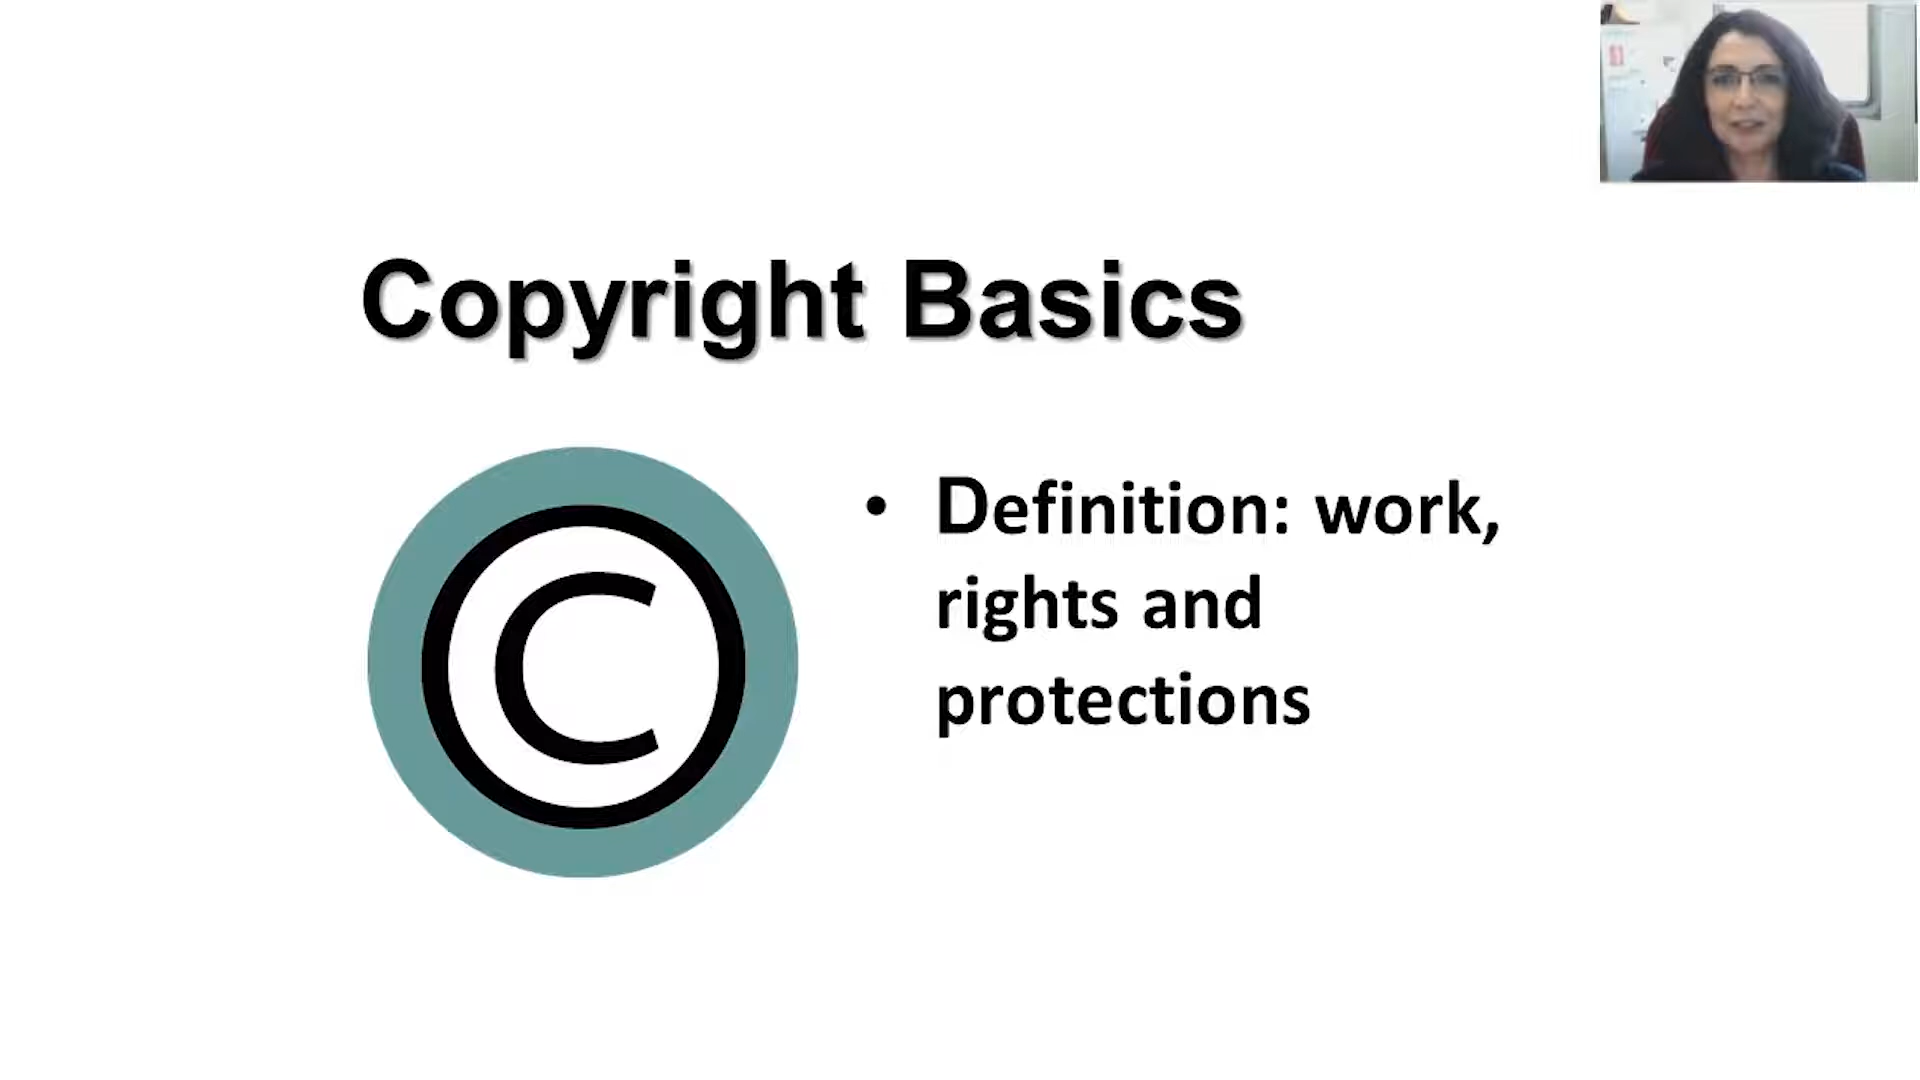 Copyright Basics
©
• Definition: work,
rights and
protections